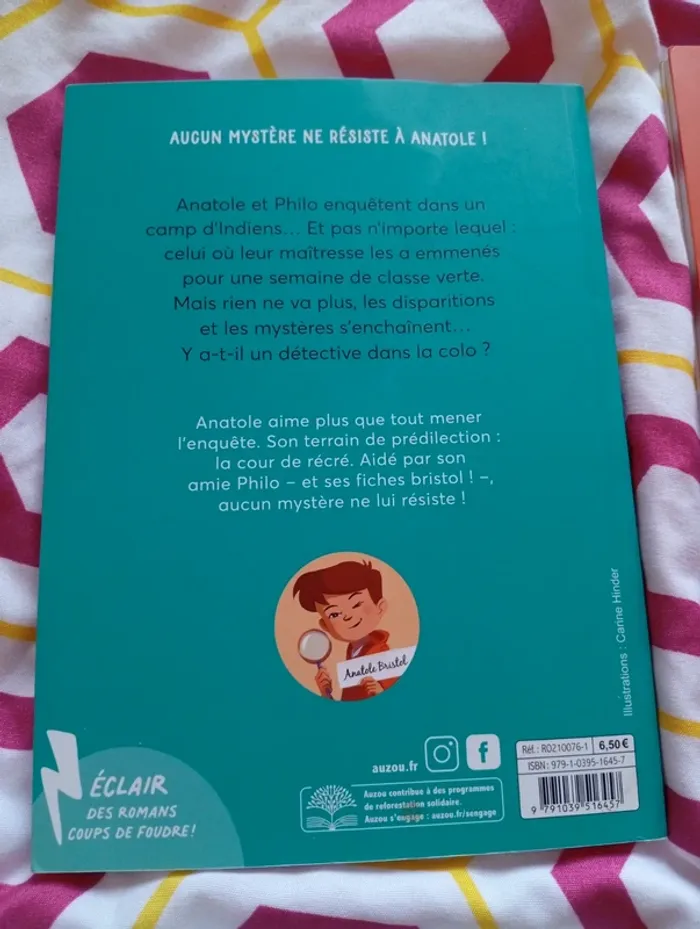 AUCUN MYSTÈRE NE RÉSISTE À ANATOLE !
Anatole et Philo enquêtent dans un
camp d'Indiens... Et pas n'importe lequel :
celui où leur maîtresse les a emmenés
pour une semaine de classe verte.
Mais rien ne va plus, les disparitions
et les mystères s'enchaînent...
Y a-t-il un détective dans la colo ?
Anatole aime plus que tout mener
l'enquête. Son terrain de prédilection :
la cour de récré. Aidé par son
amie Philo – et ses fiches bristol ! –,
aucun mystère ne lui résiste !
Anatole Bristol
Illustrations : Carine Hinder
ÉCLAIR
DES ROMANS
COUPS DE FOUDRE !
auzou.fr
Auzou contribue à des programmes
de reforestation solidaire.
Auzou s'engage : auzou.fr/sengage
Réf. : RO210076-1 6,50 €
ISBN : 979-1-0395-1645-7
9 791039 516457